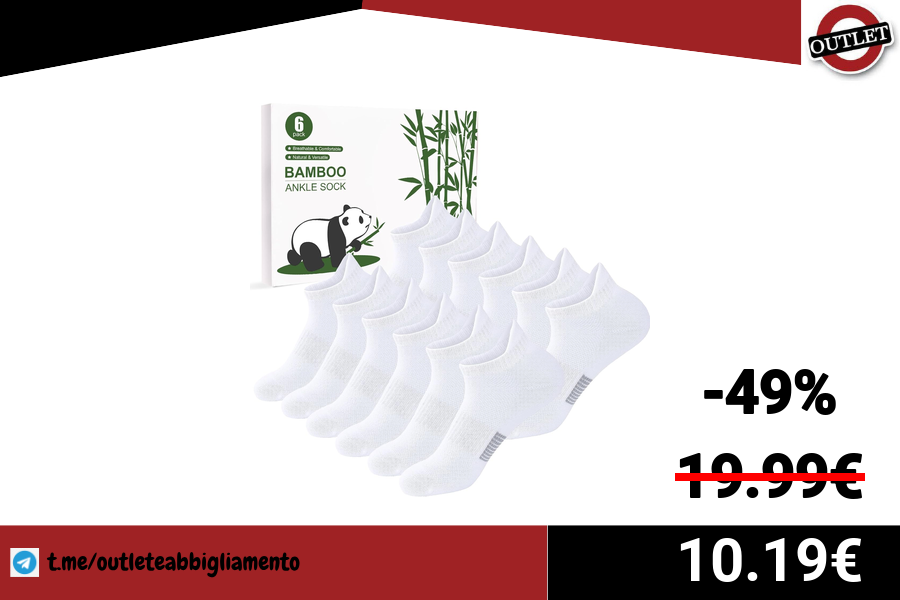 OUTLET
6
pack
★ Breathable & Comfortable
★ Natural & Versatile
BAMBOO
ANKLE SOCK
-49%
19.99€
t.me/outleteabbigliamento
10.19€